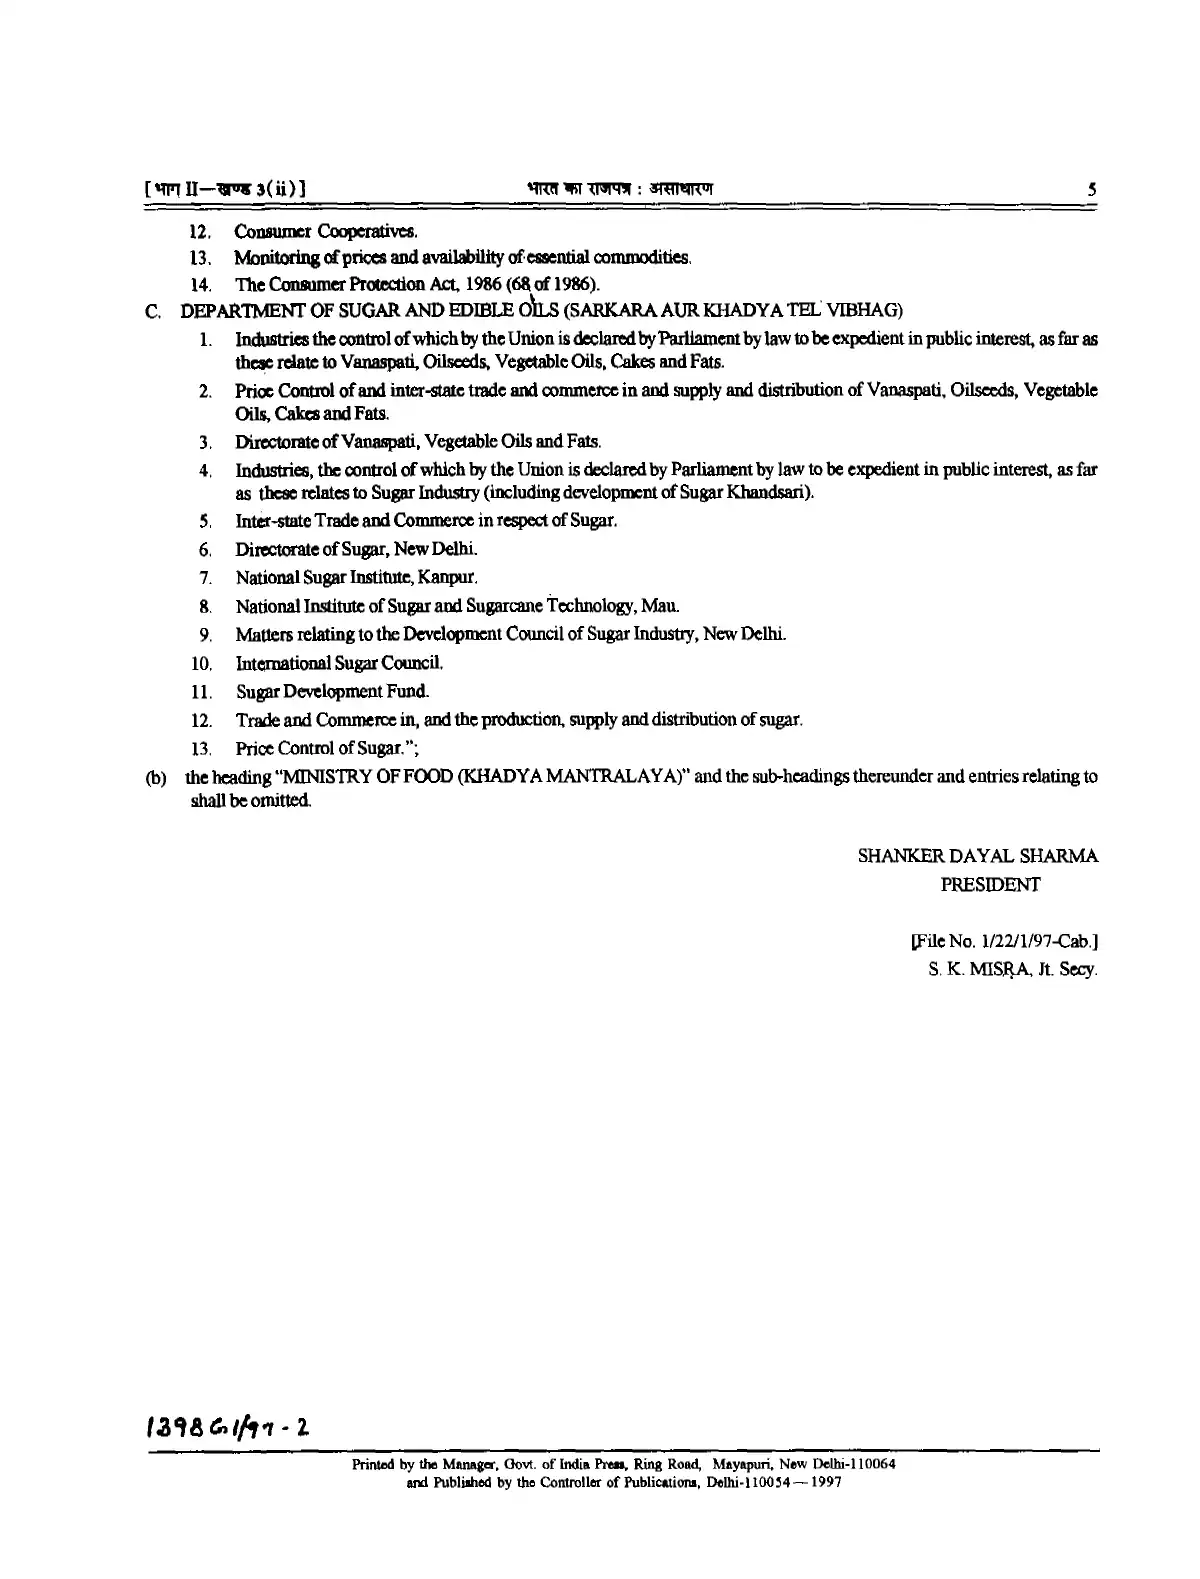 [भाग II—खण्ड 3(ii)] भारत का राजपत्र : असाधारण 5
12. Consumer Cooperatives.
13. Monitoring of prices and availability of essential commodities.
14. The Consumer Protection Act, 1986 (68 of 1986).
C. DEPARTMENT OF SUGAR AND EDIBLE OILS (SARKARA AUR KHADYA TEL VIBHAG)
1. Industries the control of which by the Union is declared by Parliament by law to be expedient in public interest, as far as
these relate to Vanaspati, Oilseeds, Vegetable Oils, Cakes and Fats.
2. Price Control of and inter-state trade and commerce in and supply and distribution of Vanaspati, Oilseeds, Vegetable
Oils, Cakes and Fats.
3. Directorate of Vanaspati, Vegetable Oils and Fats.
4. Industries, the control of which by the Union is declared by Parliament by law to be expedient in public interest, as far
as these relates to Sugar Industry (including development of Sugar Khandsari).
5. Inter-state Trade and Commerce in respect of Sugar.
6. Directorate of Sugar, New Delhi.
7. National Sugar Institute, Kanpur.
8. National Institute of Sugar and Sugarcane Technology, Mau.
9. Matters relating to the Development Council of Sugar Industry, New Delhi.
10. International Sugar Council.
11. Sugar Development Fund.
12. Trade and Commerce in, and the production, supply and distribution of sugar.
13. Price Control of Sugar.";
(b) the heading "MINISTRY OF FOOD (KHADYA MANTRALAYA)" and the sub-headings thereunder and entries relating to
shall be omitted.
SHANKER DAYAL SHARMA
PRESIDENT
[File No. 1/22/1/97-Cab.]
S. K. MISRA, Jt. Secy.
1398 GI/97-2
Printed by the Manager, Govt. of India Press, Ring Road, Mayapuri, New Delhi-110064
and Published by the Controller of Publications, Delhi-110054—1997